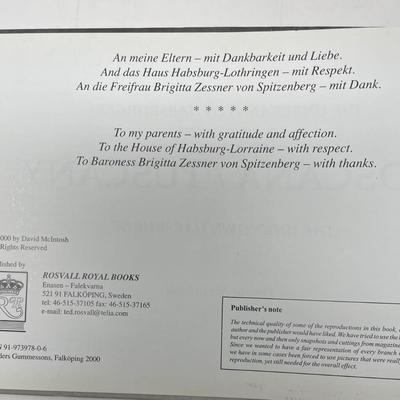 An meine Eltern – mit Dankbarkeit und Liebe.
And das Haus Habsburg-Lothringen – mit Respekt.
An die Freifrau Brigitta Zessner von Spitzenberg – mit Dank.
* * * * *
To my parents – with gratitude and affection.
To the House of Habsburg-Lorraine – with respect.
To Baroness Brigitta Zessner von Spitzenberg – with thanks.
000 by David McIntosh
Rights Reserved
lished by
ROSVALL ROYAL BOOKS
Enasen - Falekvarna
521 91 FALKÖPING, Sweden
tel: 46-515-37105 fax: 46-515-37165
e-mail: ted.rosvall@telia.com
N 91-973978-0-6
ders Gummessons, Falköping 2000
Publisher's note
The technical quality of some of the reproductions in this book,
author and the publisher would have liked. We have tried to use the
but every now and then only snapshots and cuttings from magazine
Since we wanted to have a fair representation of every branch
we have in some cases been forced to use pictures that were really
reproduction, yet still needed for the overall effect.